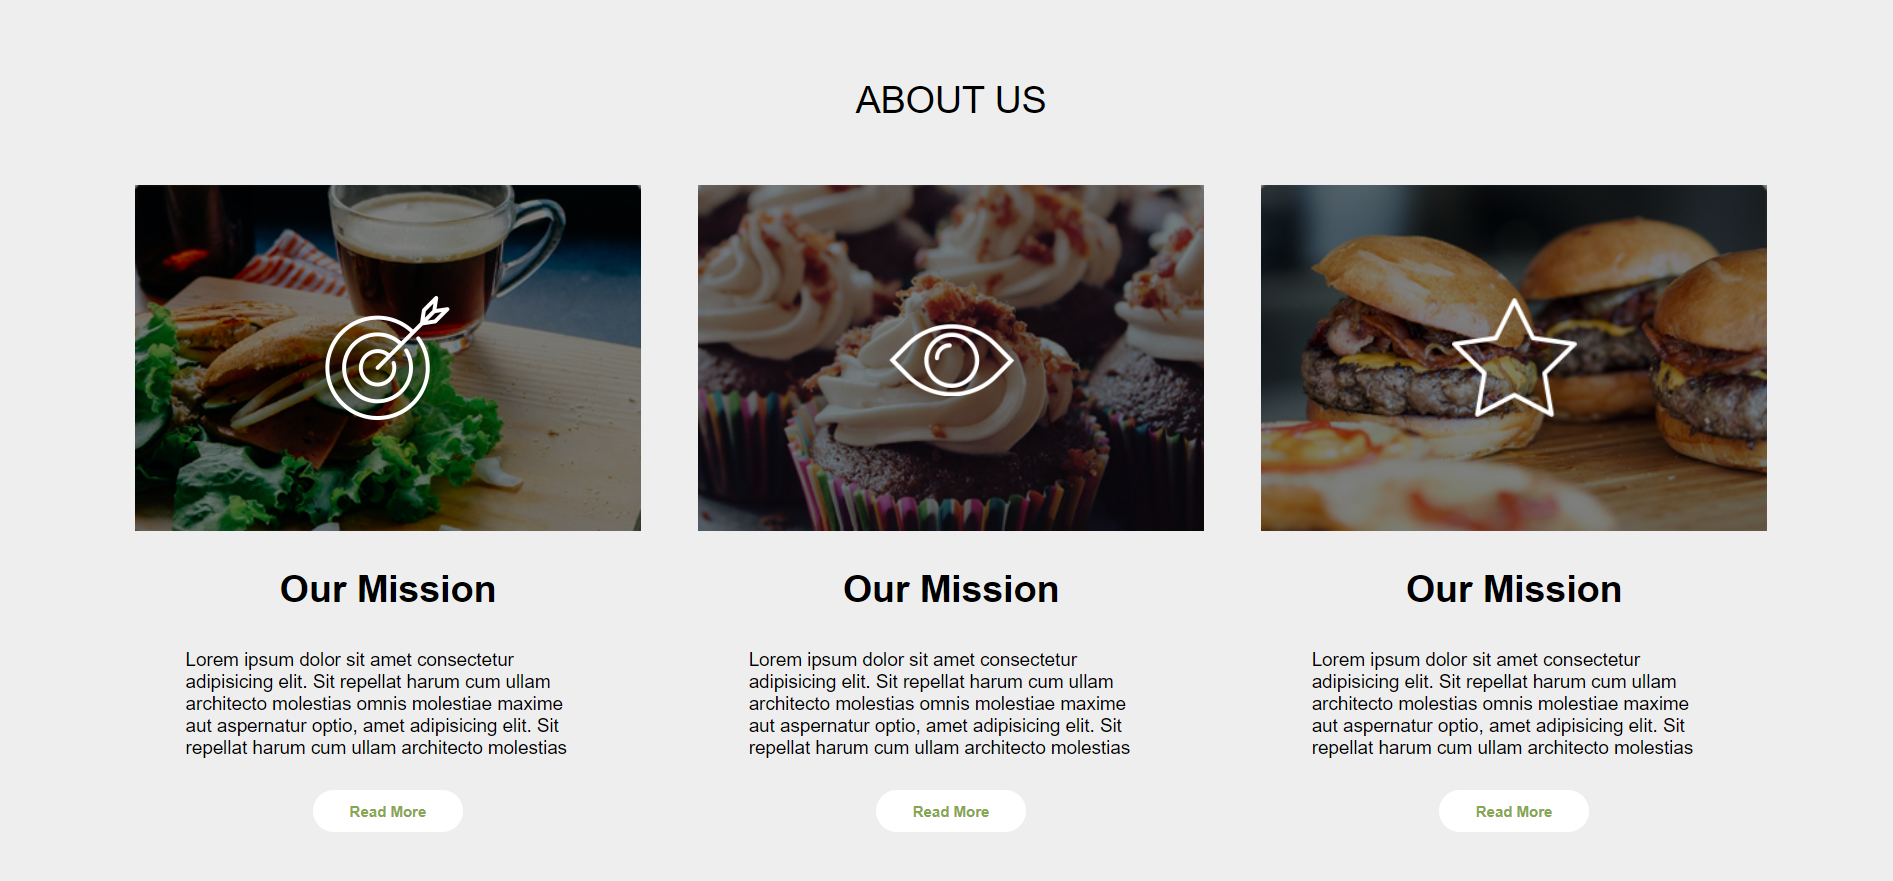 ABOUT US
Our Mission
Lorem ipsum dolor sit amet consectetur
adipisicing elit. Sit repellat harum cum ullam
architecto molestias omnis molestiae maxime
aut aspernatur optio, amet adipisicing elit. Sit
repellat harum cum ullam architecto molestias
Read More
Our Mission
Lorem ipsum dolor sit amet consectetur
adipisicing elit. Sit repellat harum cum ullam
architecto molestias omnis molestiae maxime
aut aspernatur optio, amet adipisicing elit. Sit
repellat harum cum ullam architecto molestias
Read More
Our Mission
Lorem ipsum dolor sit amet consectetur
adipisicing elit. Sit repellat harum cum ullam
architecto molestias omnis molestiae maxime
aut aspernatur optio, amet adipisicing elit. Sit
repellat harum cum ullam architecto molestias
Read More